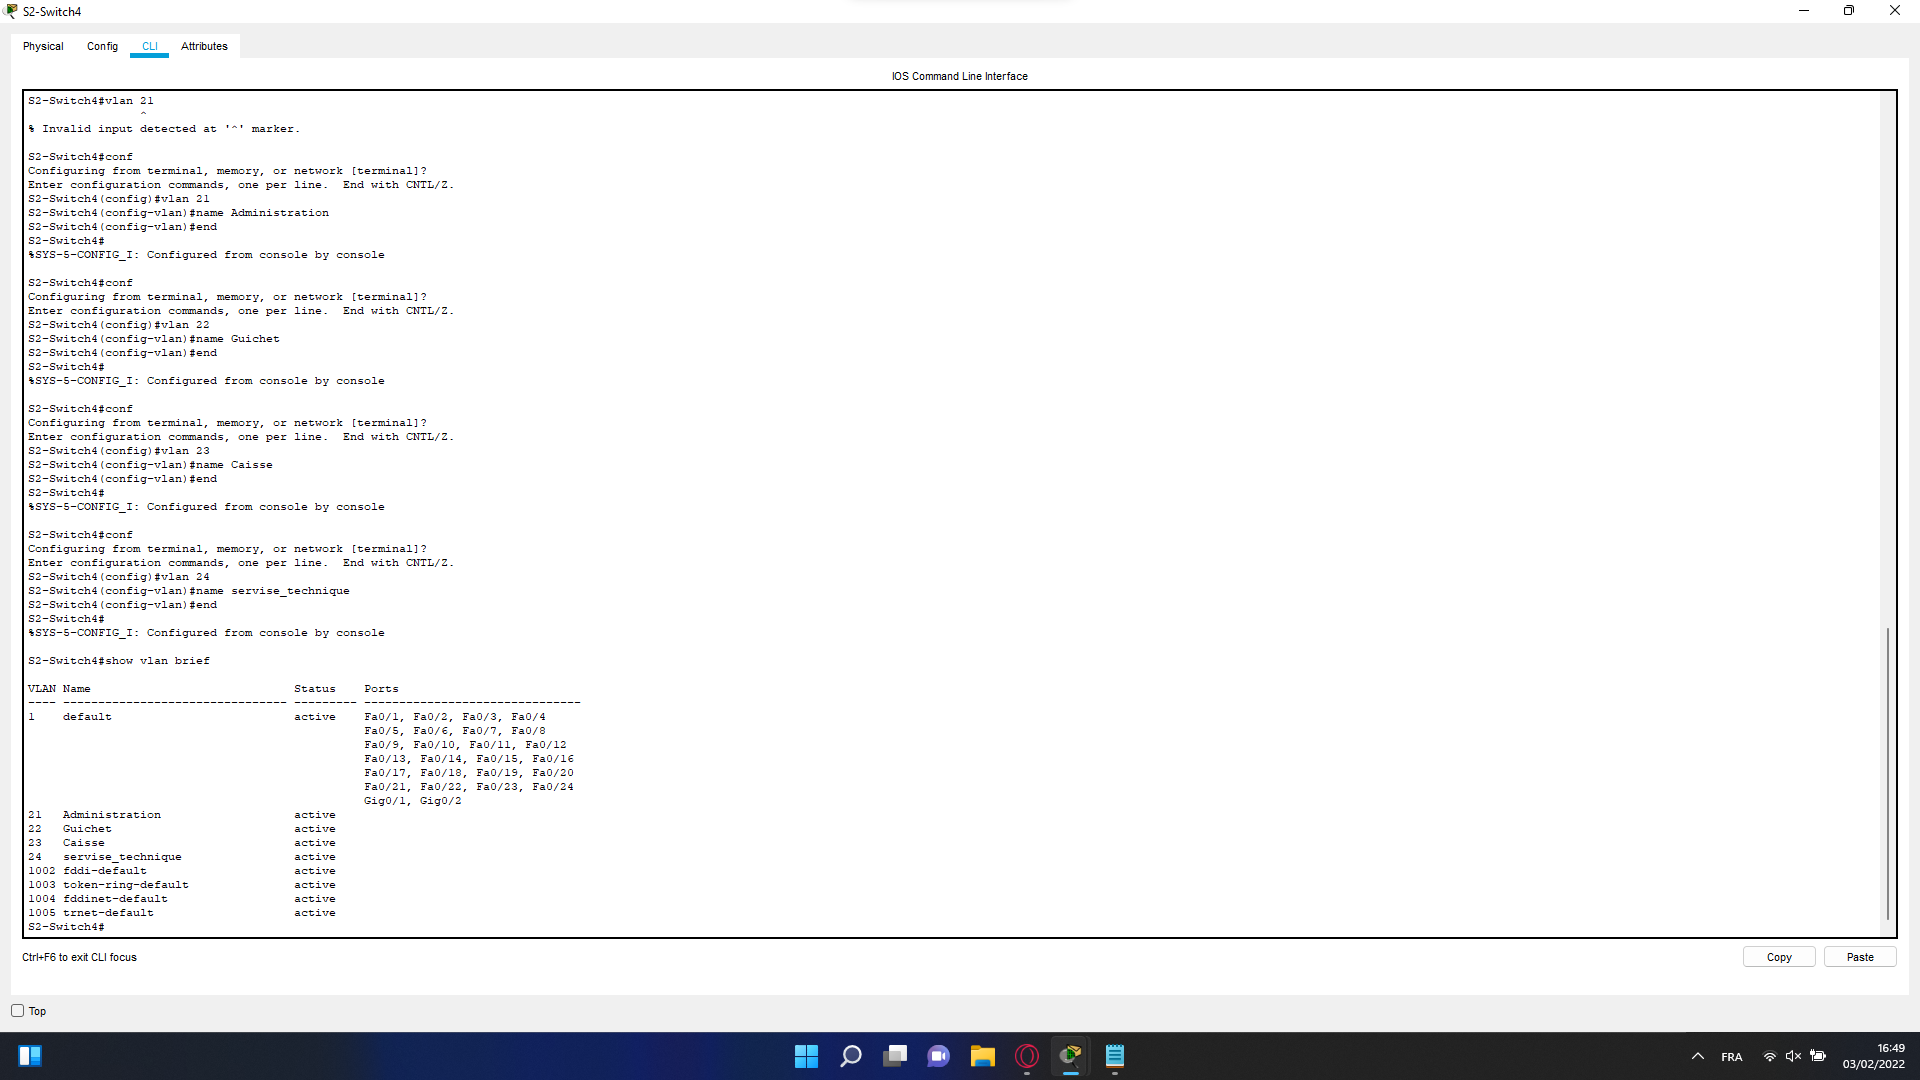 S2-Switch4
Physical Config CLI Attributes
IOS Command Line Interface
S2-Switch4#vlan 21
^
% Invalid input detected at '^' marker.
S2-Switch4#conf
Configuring from terminal, memory, or network [terminal]?
Enter configuration commands, one per line.  End with CNTL/Z.
S2-Switch4(config)#vlan 21
S2-Switch4(config-vlan)#name Administration
S2-Switch4(config-vlan)#end
S2-Switch4#
%SYS-5-CONFIG_I: Configured from console by console
S2-Switch4#conf
Configuring from terminal, memory, or network [terminal]?
Enter configuration commands, one per line.  End with CNTL/Z.
S2-Switch4(config)#vlan 22
S2-Switch4(config-vlan)#name Guichet
S2-Switch4(config-vlan)#end
S2-Switch4#
%SYS-5-CONFIG_I: Configured from console by console
S2-Switch4#conf
Configuring from terminal, memory, or network [terminal]?
Enter configuration commands, one per line.  End with CNTL/Z.
S2-Switch4(config)#vlan 23
S2-Switch4(config-vlan)#name Caisse
S2-Switch4(config-vlan)#end
S2-Switch4#
%SYS-5-CONFIG_I: Configured from console by console
S2-Switch4#conf
Configuring from terminal, memory, or network [terminal]?
Enter configuration commands, one per line.  End with CNTL/Z.
S2-Switch4(config)#vlan 24
S2-Switch4(config-vlan)#name servise_technique
S2-Switch4(config-vlan)#end
S2-Switch4#
%SYS-5-CONFIG_I: Configured from console by console
S2-Switch4#show vlan brief
VLAN Name                             Status    Ports
---- -------------------------------- --------- -------------------------------
1    default                          active    Fa0/1, Fa0/2, Fa0/3, Fa0/4
                                                Fa0/5, Fa0/6, Fa0/7, Fa0/8
                                                Fa0/9, Fa0/10, Fa0/11, Fa0/12
                                                Fa0/13, Fa0/14, Fa0/15, Fa0/16
                                                Fa0/17, Fa0/18, Fa0/19, Fa0/20
                                                Fa0/21, Fa0/22, Fa0/23, Fa0/24
                                                Gig0/1, Gig0/2
21   Administration                   active
22   Guichet                          active
23   Caisse                           active
24   servise_technique                active
1002 fddi-default                     active
1003 token-ring-default               active
1004 fddinet-default                  active
1005 trnet-default                    active
S2-Switch4#
Ctrl+F6 to exit CLI focus
Copy Paste
Top
FRA
16:49
03/02/2022